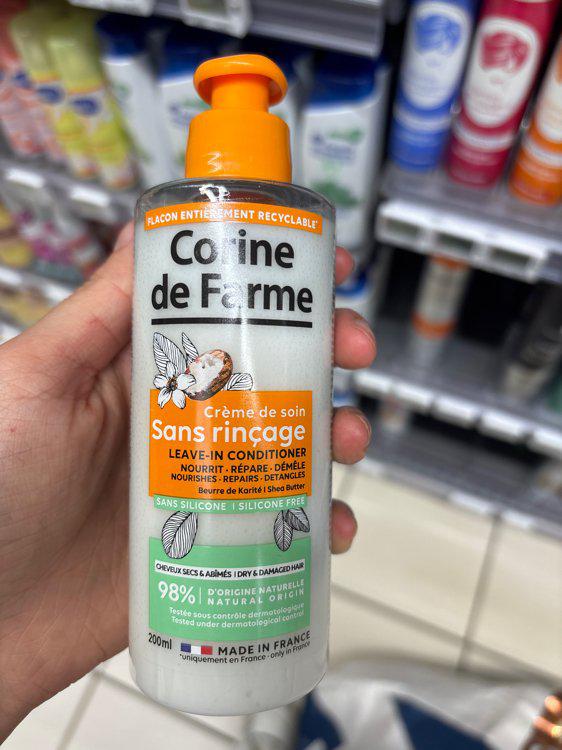 FLACON ENTIÈREMENT RECYCLABLE*
Corine
de Farme
Crème de soin
Sans rinçage
LEAVE-IN CONDITIONER
NOURRIT · RÉPARE · DÉMÊLE
NOURISHES · REPAIRS · DETANGLES
Beurre de Karité | Shea Butter
SANS SILICONE | SILICONE FREE
CHEVEUX SECS & ABÎMÉS | DRY & DAMAGED HAIR
98% D'ORIGINE NATURELLE
NATURAL ORIGIN
Testée sous contrôle dermatologique
Tested under dermatological control
200ml MADE IN FRANCE
*uniquement en France - only in France